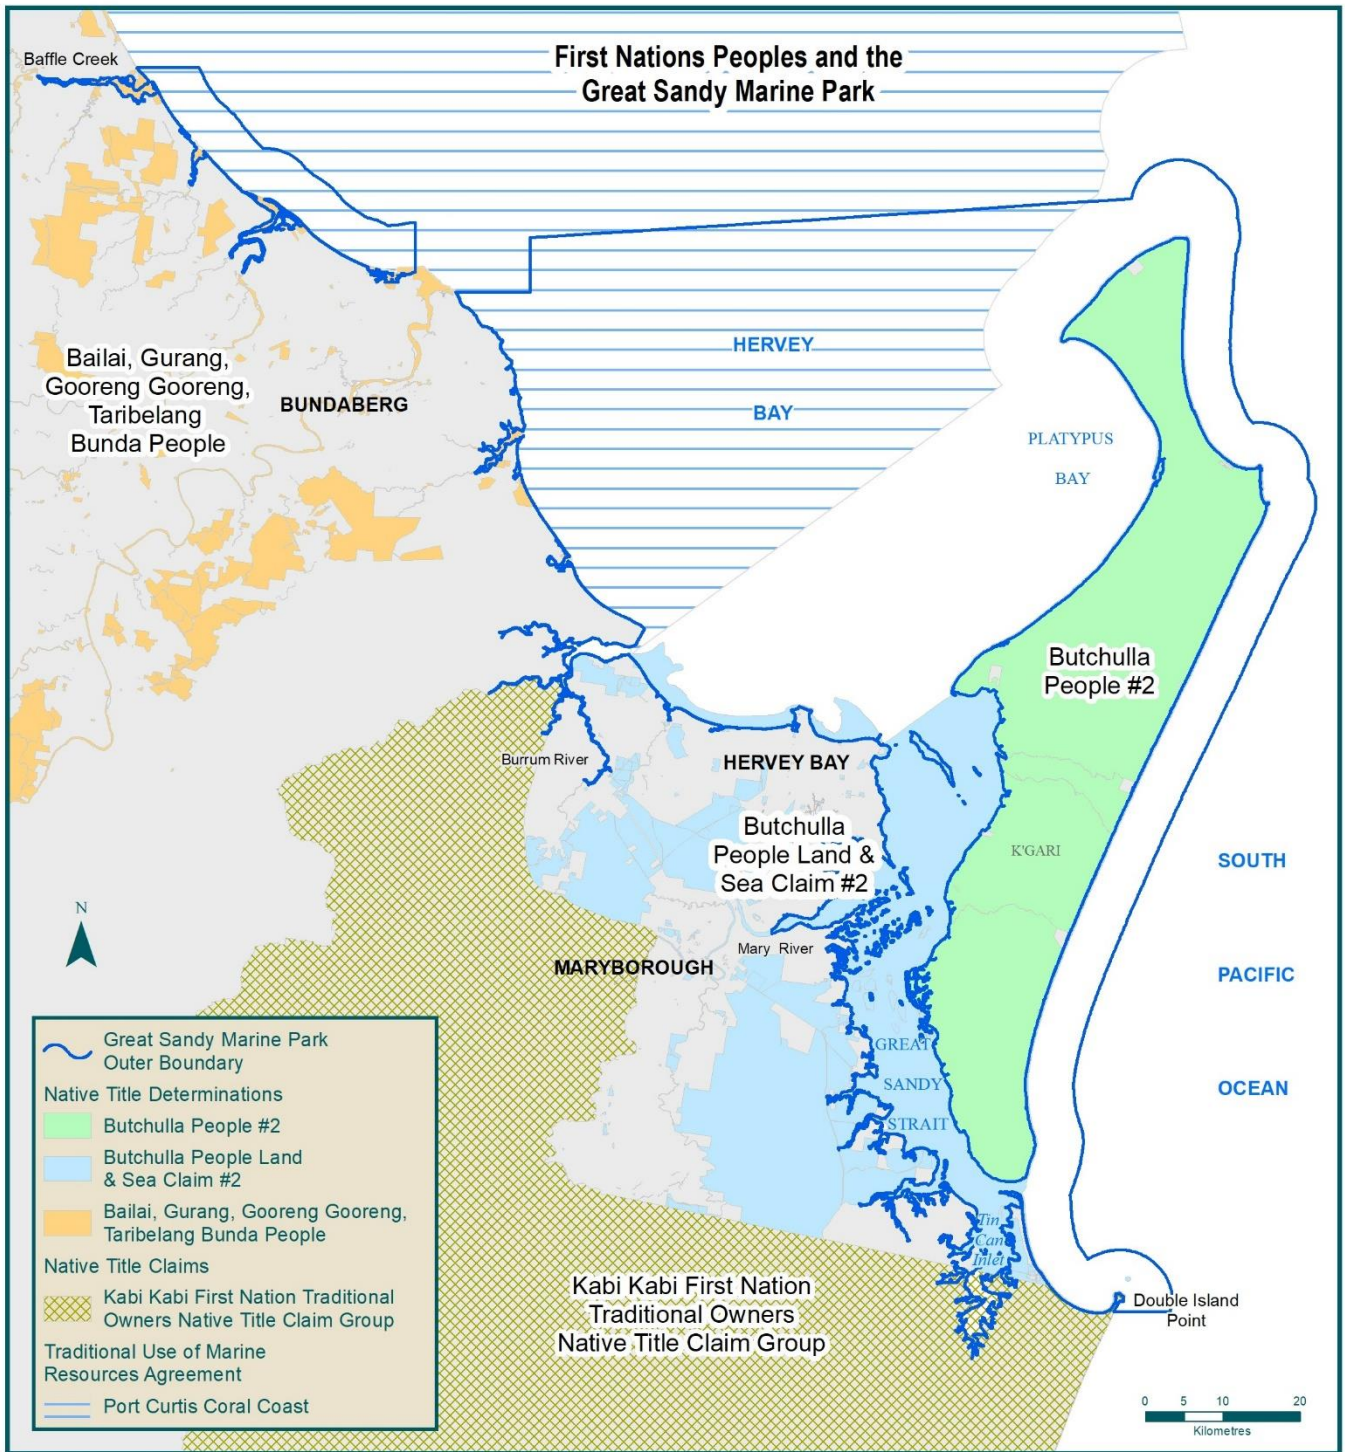 First Nations Peoples and the
Great Sandy Marine Park
Baffle Creek
HERVEY
BAY
Bailai, Gurang,
Gooreng Gooreng,
Taribelang
Bunda People
BUNDABERG
PLATYPUS
BAY
Butchulla
People #2
Burrum River
HERVEY BAY
Butchulla
People Land &
Sea Claim #2
K'GARI
SOUTH
PACIFIC
OCEAN
N
MARYBOROUGH
Mary River
GREAT
SANDY
STRAIT
Tin
Can
Inlet
Kabi Kabi First Nation
Traditional Owners
Native Title Claim Group
Double Island
Point
Great Sandy Marine Park
Outer Boundary
Native Title Determinations
Butchulla People #2
Butchulla People Land
& Sea Claim #2
Bailai, Gurang, Gooreng Gooreng,
Taribelang Bunda People
Native Title Claims
Kabi Kabi First Nation Traditional
Owners Native Title Claim Group
Traditional Use of Marine
Resources Agreement
Port Curtis Coral Coast
0 5 10 20
Kilometres